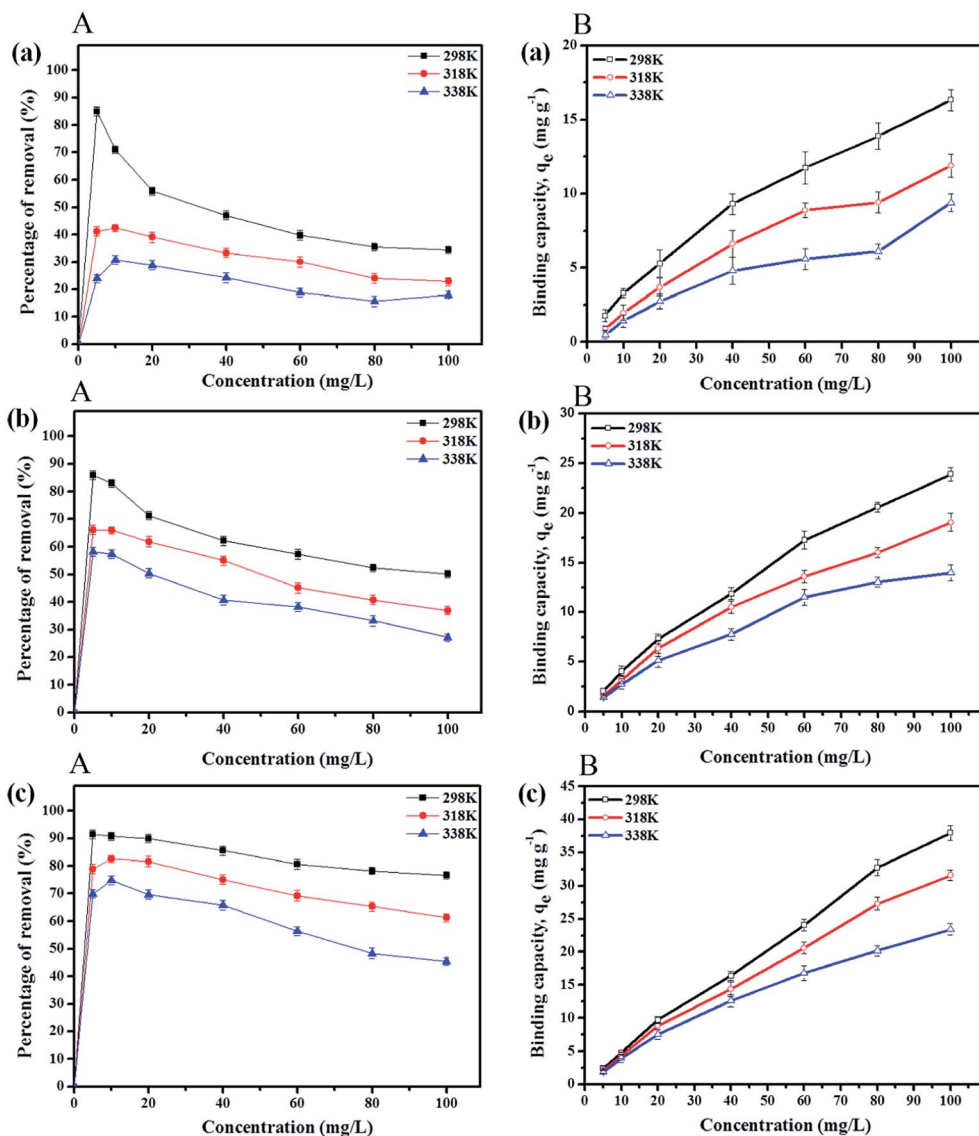 A
(a)
298K
318K
338K
Percentage of removal (%)
100
90
80
70
60
50
40
30
20
10
0
0 20 40 60 80 100
Concentration (mg/L)
B
(a)
298K
318K
338K
Binding capacity, qe (mg g-1)
20
15
10
5
0
0 10 20 30 40 50 60 70 80 90 100
Concentration (mg/L)
A
(b)
298K
318K
338K
Percentage of removal (%)
100
90
80
70
60
50
40
30
20
10
0
0 20 40 60 80 100
Concentration (mg/L)
B
(b)
298K
318K
338K
Binding capacity, qe (mg g-1)
30
25
20
15
10
5
0
0 10 20 30 40 50 60 70 80 90 100
Concentration (mg/L)
A
(c)
298K
318K
338K
Percentage of removal (%)
100
90
80
70
60
50
40
30
20
10
0
0 20 40 60 80 100
Concentration (mg/L)
B
(c)
298K
318K
338K
Binding capacity, qe (mg g-1)
45
40
35
30
25
20
15
10
5
0
0 10 20 30 40 50 60 70 80 90 100
Concentration (mg/L)